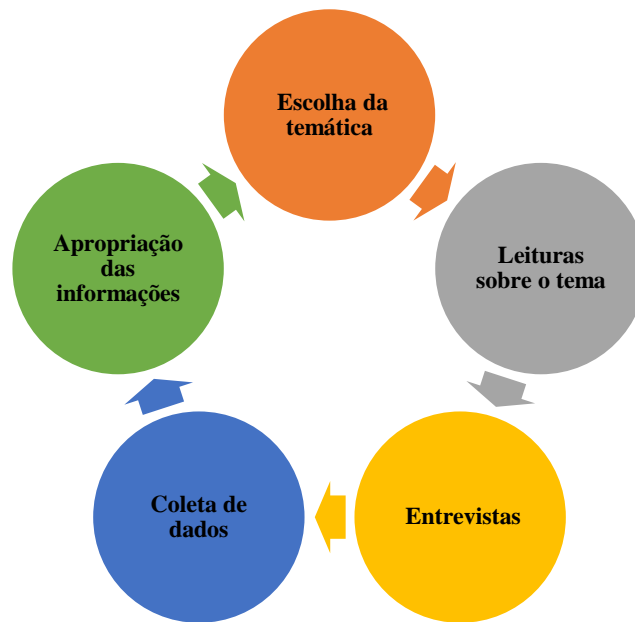 Escolha da
temática
Leituras
sobre o tema
Entrevistas
Coleta de
dados
Apropriação
das
informações